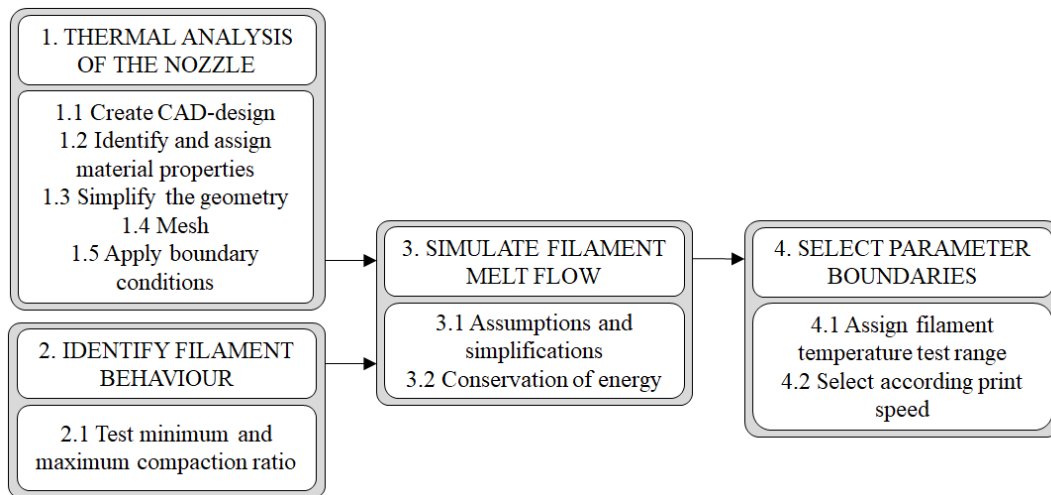 1. THERMAL ANALYSIS
OF THE NOZZLE
1.1 Create CAD-design
1.2 Identify and assign
material properties
1.3 Simplify the geometry
1.4 Mesh
1.5 Apply boundary
conditions
2. IDENTIFY FILAMENT
BEHAVIOUR
2.1 Test minimum and
maximum compaction ratio
3. SIMULATE FILAMENT
MELT FLOW
3.1 Assumptions and
simplifications
3.2 Conservation of energy
4. SELECT PARAMETER
BOUNDARIES
4.1 Assign filament
temperature test range
4.2 Select according print
speed